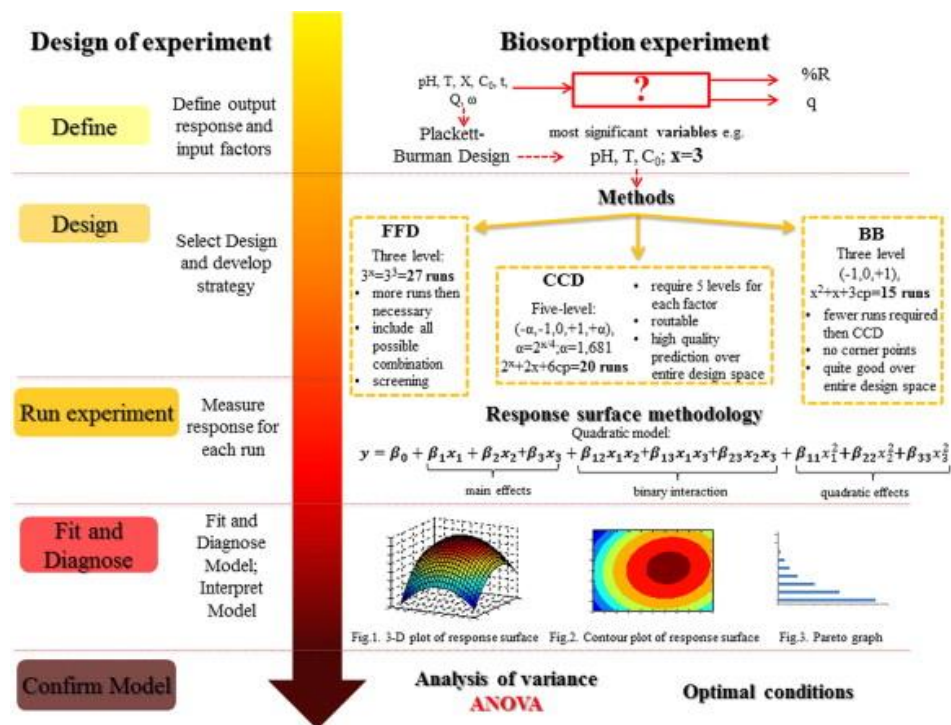 Design of experiment
Biosorption experiment
Define
Define output
response and
input factors
pH, T, X, C₀, t,
Q, ω
?
%R
q
Plackett-
Burman Design
most significant variables e.g.
pH, T, C₀; x=3
Design
Select Design
and develop
strategy
Methods
FFD
Three level:
3ˣ=3³=27 runs
• more runs then
necessary
• include all
possible
combination
• screening
CCD
Five-level:
(-α,-1,0,+1,+α),
α=2^x/4;α=1,681
2ˣ+2x+6cp=20 runs
• require 5 levels for
each factor
• routable
• high quality
prediction over
entire design space
BB
Three level
(-1,0,+1),
x²+x+3cp=15 runs
• fewer runs required
then CCD
• no corner points
• quite good over
entire design space
Run experiment
Measure
response for
each run
Response surface methodology
Quadratic model:
y = β₀ + β₁x₁ + β₂x₂+β₃x₃ + β₁₂x₁x₂+β₁₃x₁x₃+β₂₃x₂x₃ + β₁₁x₁²+β₂₂x₂²+β₃₃x₃²
main effects
binary interaction
quadratic effects
Fit and
Diagnose
Fit and
Diagnose
Model;
Interpret
Model
Fig.1. 3-D plot of response surface
Fig.2. Contour plot of response surface
Fig.3. Pareto graph
Confirm Model
Analysis of variance
ANOVA
Optimal conditions